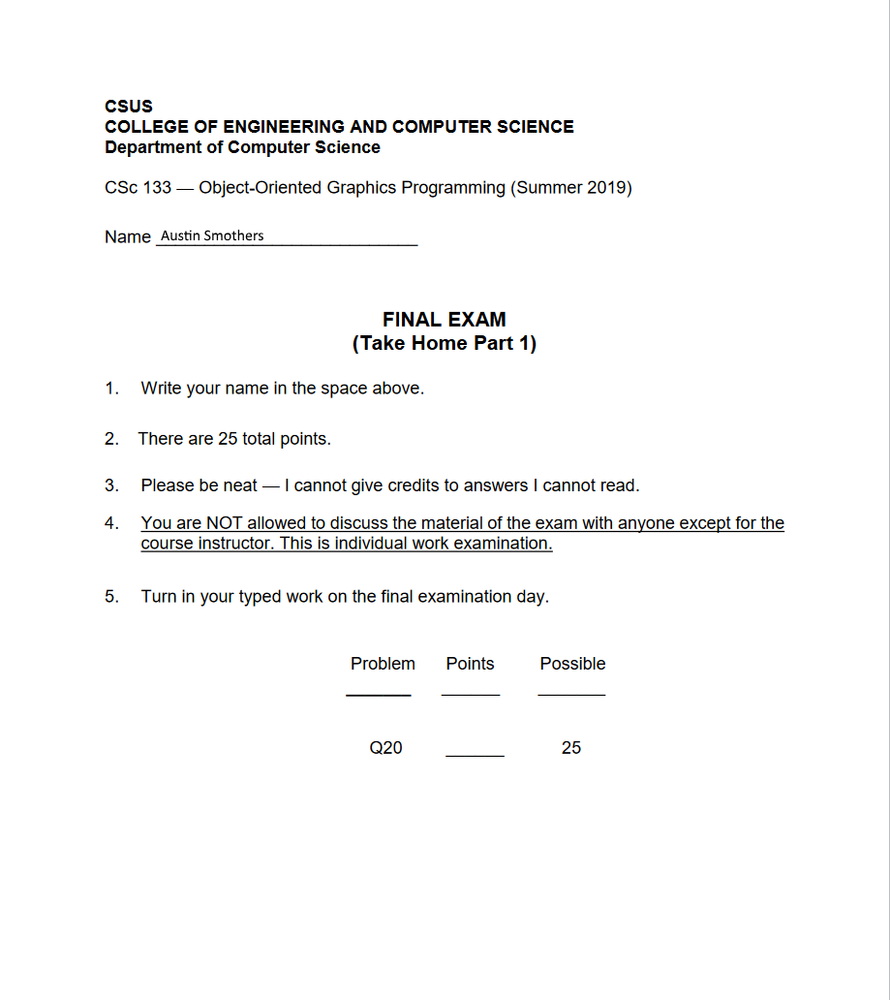 CSUS
COLLEGE OF ENGINEERING AND COMPUTER SCIENCE
Department of Computer Science
CSc 133 — Object-Oriented Graphics Programming (Summer 2019)
Name Austin Smothers
FINAL EXAM
(Take Home Part 1)
1. Write your name in the space above.
2. There are 25 total points.
3. Please be neat — I cannot give credits to answers I cannot read.
4. You are NOT allowed to discuss the material of the exam with anyone except for the
course instructor. This is individual work examination.
5. Turn in your typed work on the final examination day.
Problem Points Possible
Q20 25